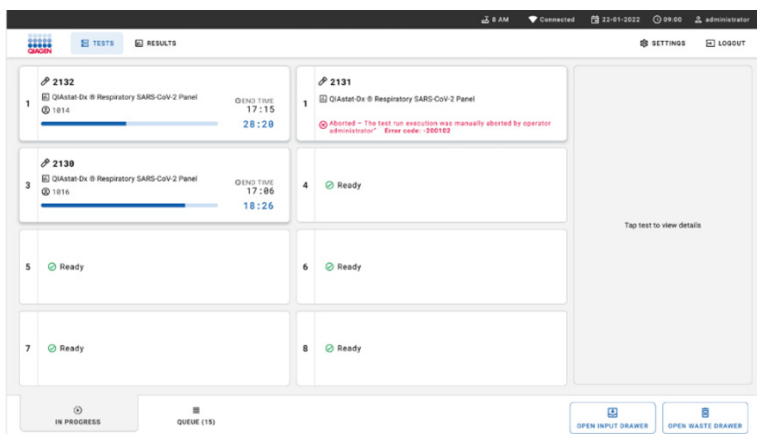 8 AM Connected 22-01-2022 09:00 administrator
QIAGEN TESTS RESULTS SETTINGS LOGOUT
1
2132
QIAstat-Dx ® Respiratory SARS-CoV-2 Panel
1014
END TIME
17:15
28:20
1
2131
QIAstat-Dx ® Respiratory SARS-CoV-2 Panel
Aborted – The test run execution was manually aborted by operator
administrator" Error code: -200102
3
2130
QIAstat-Dx ® Respiratory SARS-CoV-2 Panel
1016
END TIME
17:06
18:26
4 Ready
Tap test to view details
5 Ready
6 Ready
7 Ready
8 Ready
IN PROGRESS
QUEUE (15)
OPEN INPUT DRAWER
OPEN WASTE DRAWER